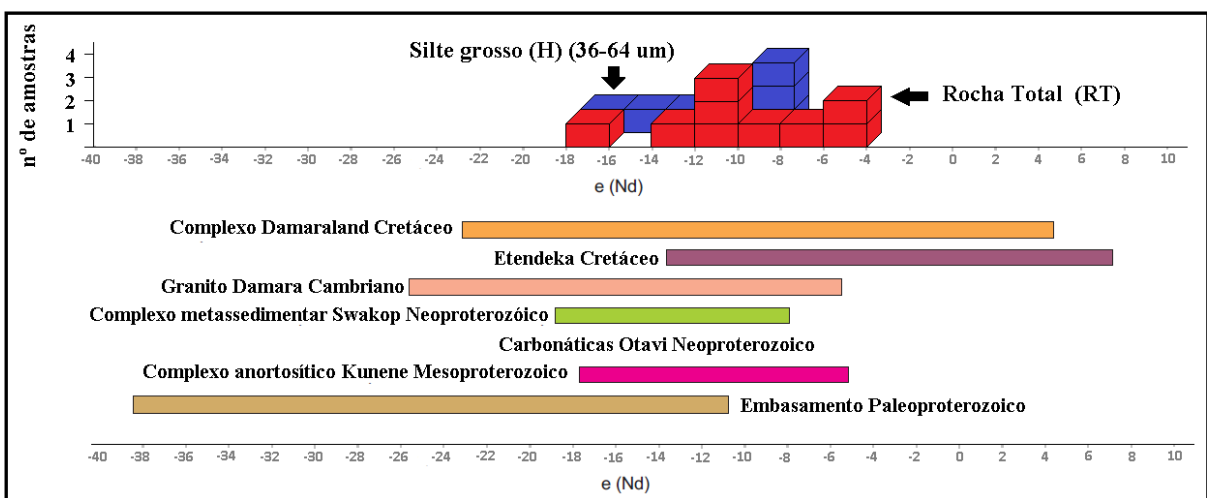 nº de amostras
4
3
2
1
Silte grosso (H) (36-64 um)
Rocha Total (RT)
-40 -38 -36 -34 -32 -30 -28 -26 -24 -22 -20 -18 -16 -14 -12 -10 -8 -6 -4 -2 0 2 4 6 8 10
e (Nd)
Complexo Damaraland Cretáceo
Etendeka Cretáceo
Granito Damara Cambriano
Complexo metassedimentar Swakop Neoproterozóico
Carbonáticas Otavi Neoproterozoico
Complexo anortosítico Kunene Mesoproterozoico
Embasamento Paleoproterozoico
-40 -38 -36 -34 -32 -30 -28 -26 -24 -22 -20 -18 -16 -14 -12 -10 -8 -6 -4 -2 0 2 4 6 8 10
e (Nd)